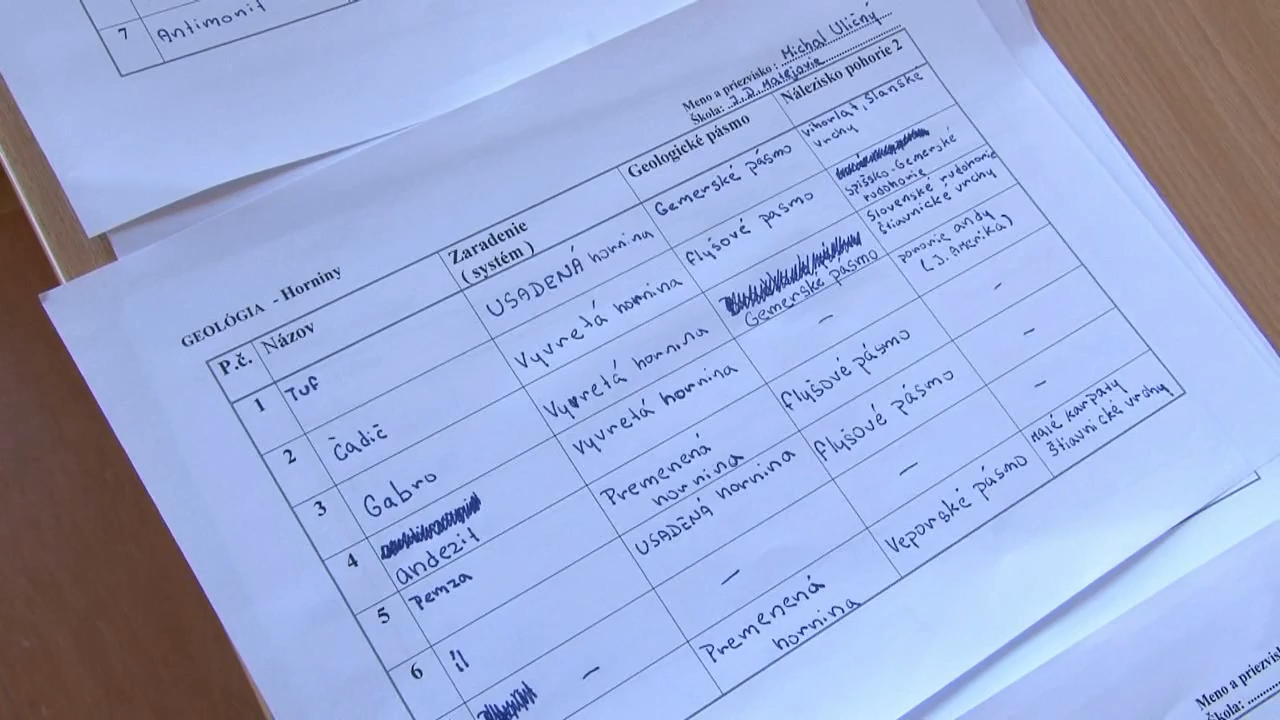 7 Antimonit
Meno a priezvisko: Michal Uličný
Škola: J. D. Matejovie
GEOLÓGIA - Horniny
P.č. Názov Zaradenie (systém) Geologické pásmo Nálezisko pohorie 2
1 Tuf USADENÁ hornina Gemerské pásmo Vihorlat, Slanské
vrchy
2 čadič Vyvretá hornina flyšové pasmo Spišsko-Gemerské
rudohorie
3 Gabro Vyvretá hornina Gemerské pásmo Slovenské rudohorie
štiavnické vrchy
4 andezit Vyvretá hornina – pohorie andy
(J. Amerika)
5 Pemza Premenená
hornina flyšové pásmo –
6 íl USADENÁ hornina flyšové pásmo –
– – – –
Premenená
hornina Veporské pásmo Malé karpaty
štiavnické vrchy
Meno a priezvisko
Škola: